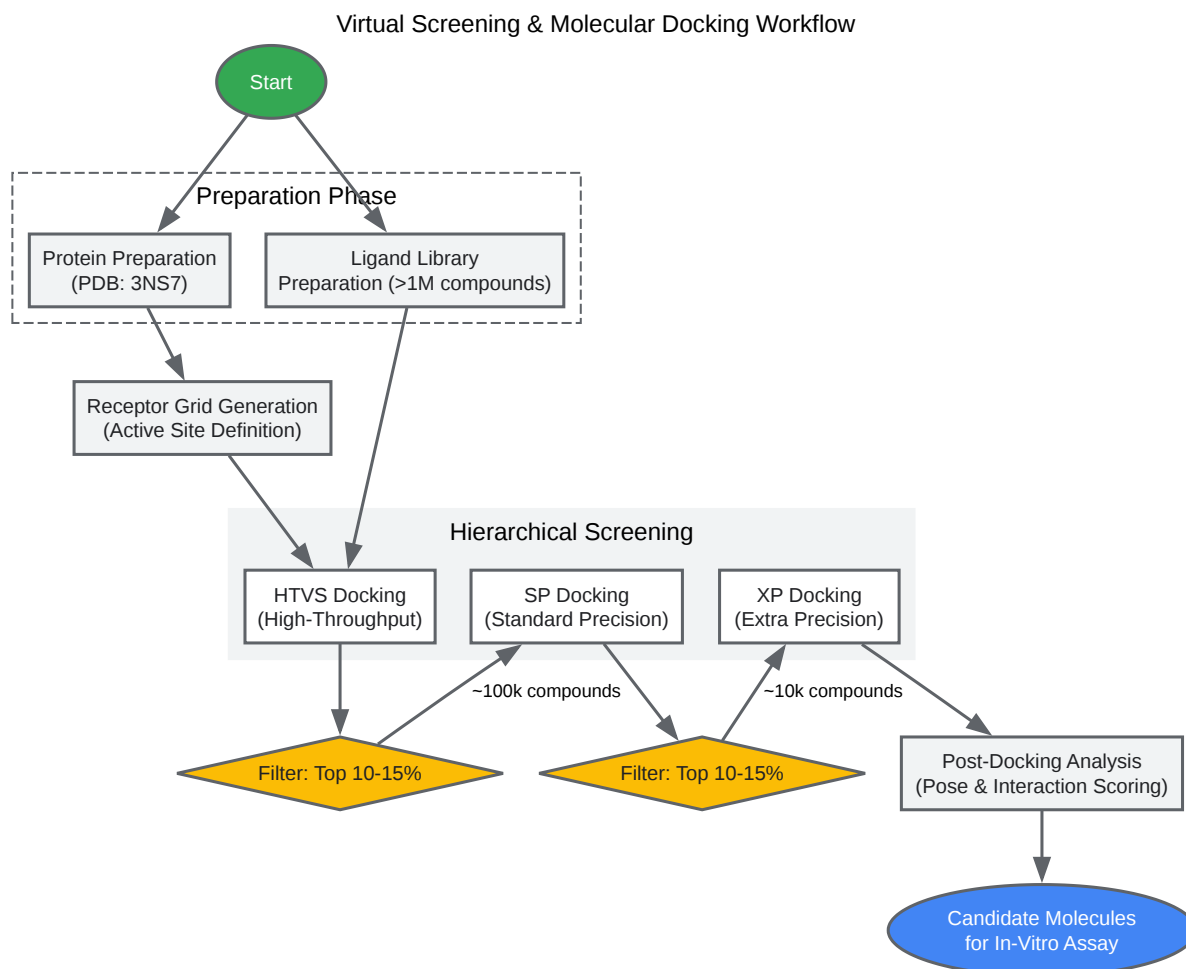 Virtual Screening & Molecular Docking Workflow
Start
Preparation Phase
Protein Preparation
(PDB: 3NS7)
Ligand Library
Preparation (>1M compounds)
Receptor Grid Generation
(Active Site Definition)
Hierarchical Screening
HTVS Docking
(High-Throughput)
SP Docking
(Standard Precision)
XP Docking
(Extra Precision)
~100k compounds
~10k compounds
Filter: Top 10-15%
Filter: Top 10-15%
Post-Docking Analysis
(Pose & Interaction Scoring)
Candidate Molecules
for In-Vitro Assay